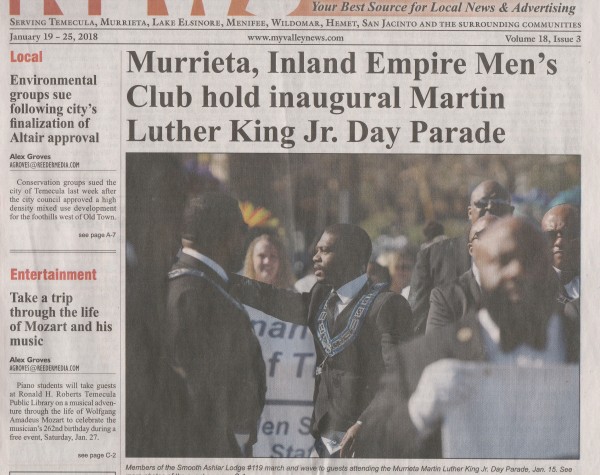 Your Best Source for Local News & Advertising
SERVING TEMECULA, MURRIETA, LAKE ELSINORE, MENIFEE, WILDOMAR, HEMET, SAN JACINTO AND THE SURROUNDING COMMUNITIES
January 19 - 25, 2018
www.myvalleynews.com
Volume 18, Issue 3
Local
Environmental
groups sue
following city's
finalization of
Altair approval
Alex Groves
AGROVES@REEDERMEDIA.COM
Conservation groups sued the
city of Temecula last week after
the city council approved a high
density mixed use development
for the foothills west of Old Town.
see page A-7
Entertainment
Take a trip
through the life
of Mozart and his
music
Alex Groves
AGROVES@REEDERMEDIA.COM
Piano students will take guests
at Ronald H. Roberts Temecula
Public Library on a musical adven-
ture through the life of Wolfgang
Amadeus Mozart to celebrate the
musician's 262nd birthday during a
free event, Saturday, Jan. 27.
see page C-2
Murrieta, Inland Empire Men's
Club hold inaugural Martin
Luther King Jr. Day Parade
of T
en S
Stat
Members of the Smooth Ashlar Lodge #119 march and wave to guests attending the Murrieta Martin Luther King Jr. Day Parade, Jan. 15. See